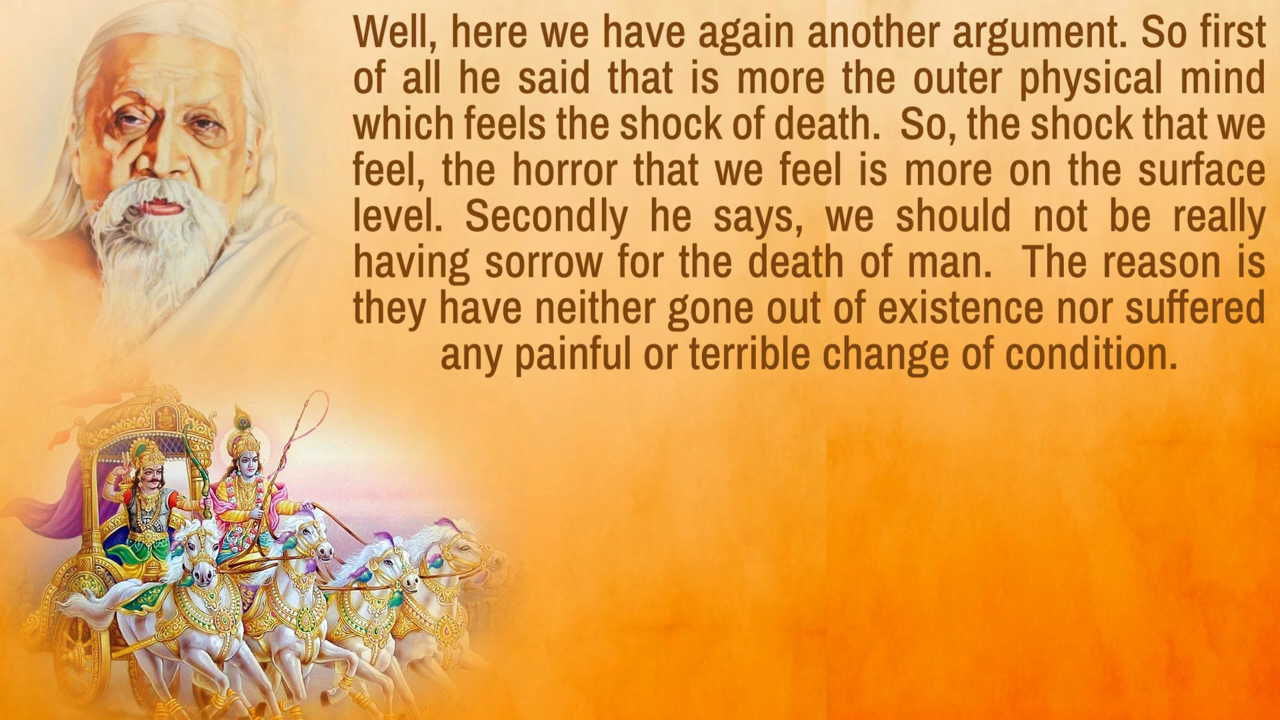 Well, here we have again another argument. So first
of all he said that is more the outer physical mind
which feels the shock of death.  So, the shock that we
feel, the horror that we feel is more on the surface
level. Secondly he says, we should not be really
having sorrow for the death of man.  The reason is
they have neither gone out of existence nor suffered
any painful or terrible change of condition.